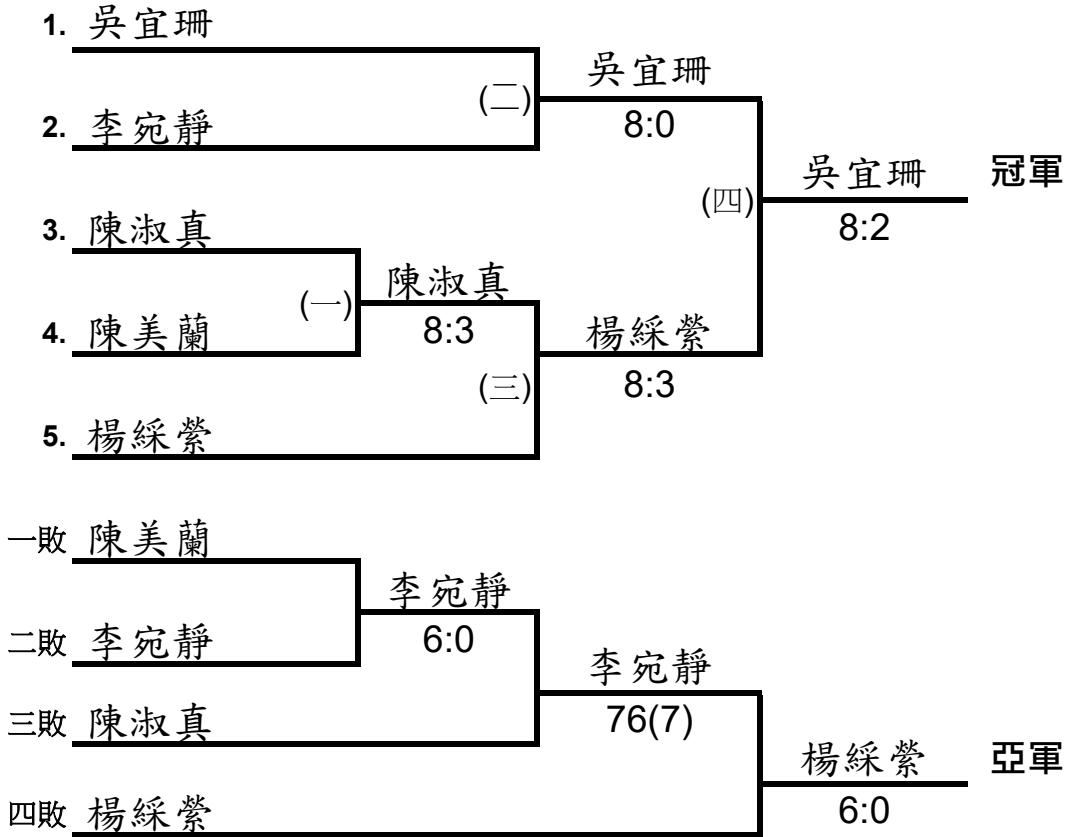 1. 吳宜珊
(二)
吳宜珊
8:0
2. 李宛靜
(四)
吳宜珊
8:2
冠軍
3. 陳淑真
(一)
陳淑真
8:3
4. 陳美蘭
(三)
楊綵縈
8:3
5. 楊綵縈
一敗 陳美蘭
李宛靜
6:0
二敗 李宛靜
李宛靜
76(7)
三敗 陳淑真
楊綵縈
6:0
亞軍
四敗 楊綵縈